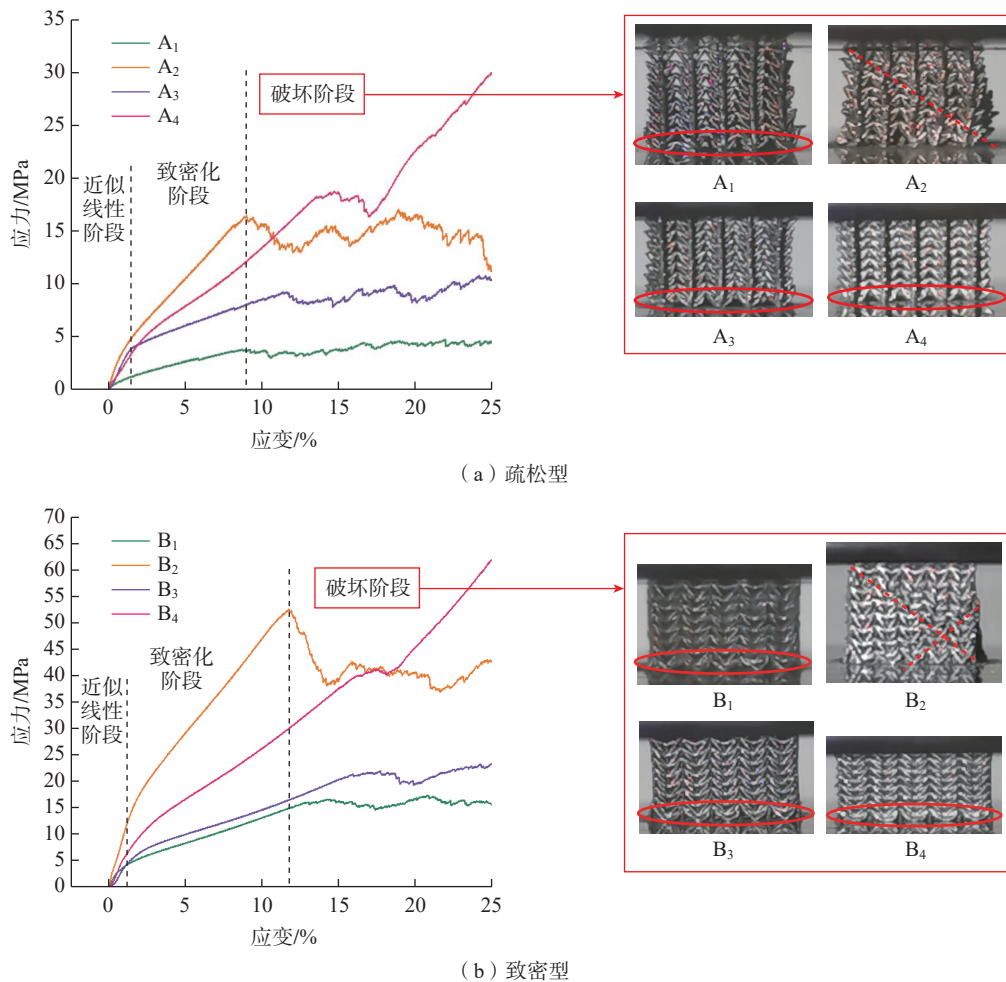 35
30
25
20
15
10
5
0
应力/MPa
A₁
A₂
A₃
A₄
近似
线性
阶段
致密化
阶段
破坏阶段
0 5 10 15 20 25
应变/%
A₁ A₂
A₃ A₄
（a）疏松型
70
65
60
55
50
45
40
35
30
25
20
15
10
5
0
应力/MPa
B₁
B₂
B₃
B₄
近似
线性
阶段
致密化
阶段
破坏阶段
0 5 10 15 20 25
应变/%
B₁ B₂
B₃ B₄
（b）致密型